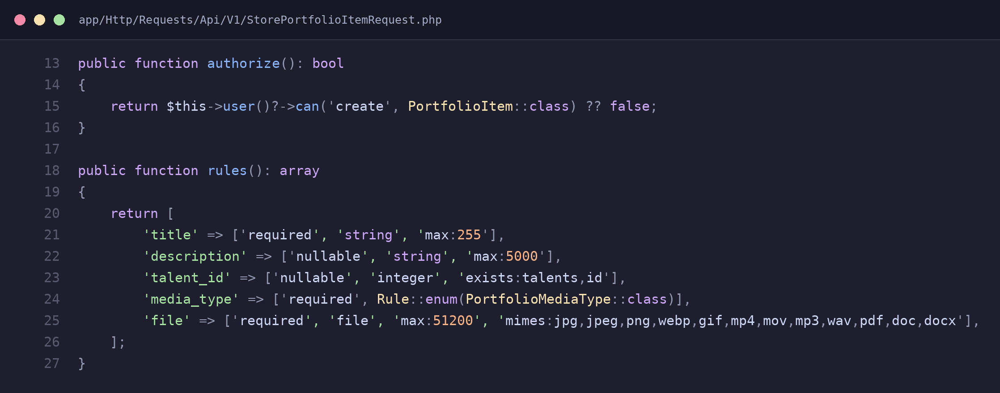 app/Http/Requests/Api/V1/StorePortfolioItemRequest.php
13 public function authorize(): bool
14 {
15     return $this->user()?->can('create', PortfolioItem::class) ?? false;
16 }
17
18 public function rules(): array
19 {
20     return [
21         'title' => ['required', 'string', 'max:255'],
22         'description' => ['nullable', 'string', 'max:5000'],
23         'talent_id' => ['nullable', 'integer', 'exists:talents,id'],
24         'media_type' => ['required', Rule::enum(PortfolioMediaType::class)],
25         'file' => ['required', 'file', 'max:51200', 'mimes:jpg,jpeg,png,webp,gif,mp4,mov,mp3,wav,pdf,doc,docx'],
26     ];
27 }